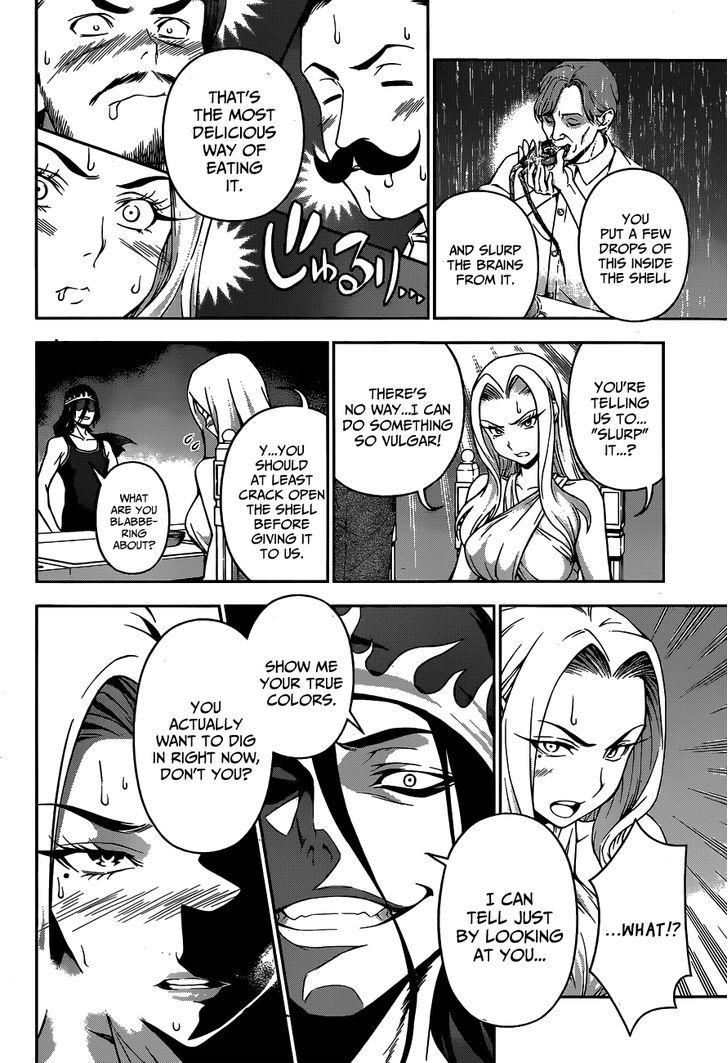 YOU
PUT A FEW
DROPS OF
THIS INSIDE
THE SHELL
AND SLURP
THE BRAINS
FROM IT.
THAT'S
THE MOST
DELICIOUS
WAY OF
EATING
IT.
じゅるり...
YOU'RE
TELLING
US TO...
"SLURP"
IT...?
THERE'S
NO WAY...I CAN
DO SOMETHING
SO VULGAR!
Y...YOU
SHOULD
AT LEAST
CRACK OPEN
THE SHELL
BEFORE
GIVING IT
TO US.
WHAT
ARE YOU
BLABBE-
RING
ABOUT?
...WHAT!?
I CAN
TELL JUST
BY LOOKING
AT YOU...
SHOW ME
YOUR TRUE
COLORS.
YOU
ACTUALLY
WANT TO DIG
IN RIGHT NOW,
DON'T YOU?